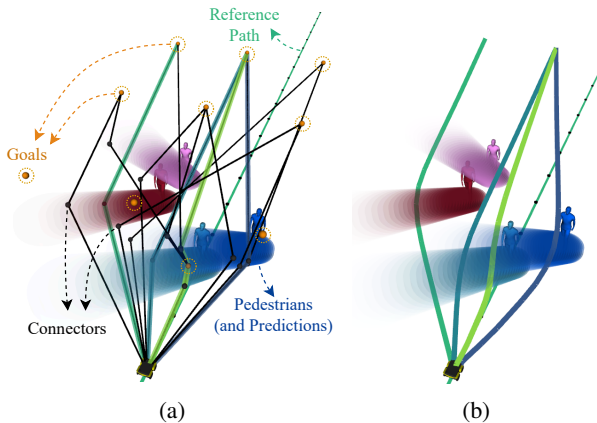 Reference
Path
Goals
Connectors
Pedestrians
(and Predictions)
(a)
(b)